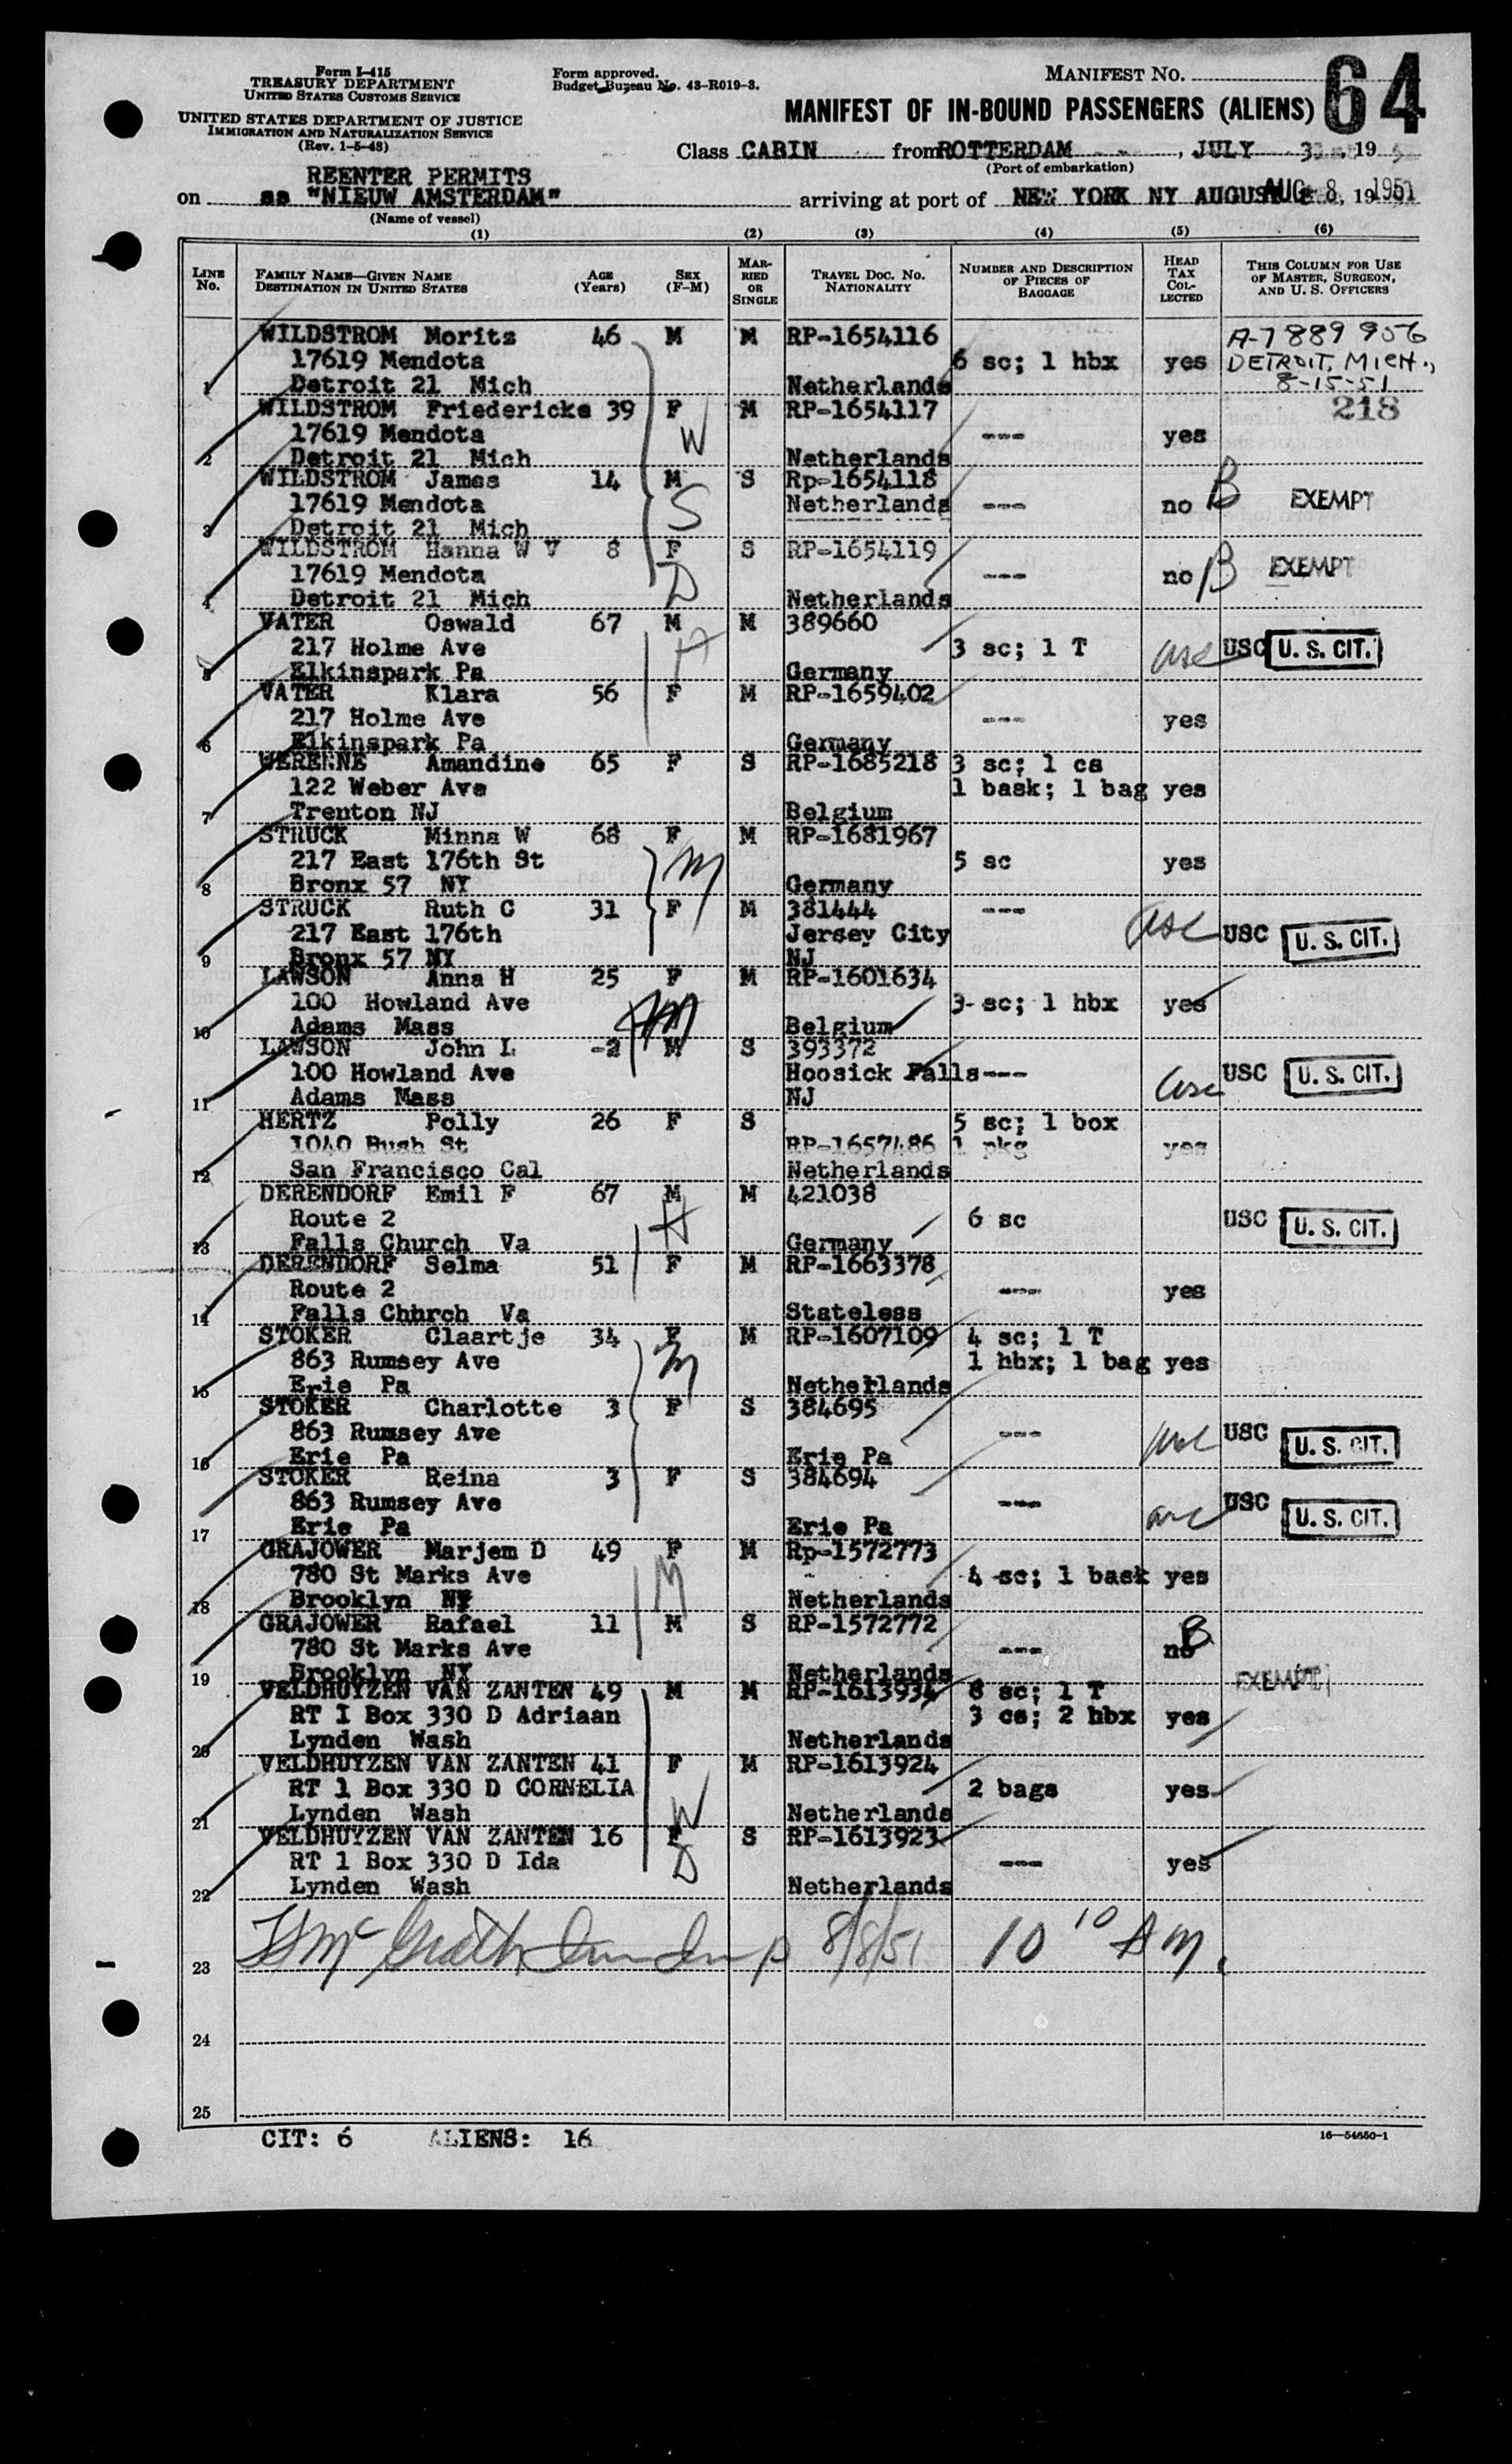 Form I-415
TREASURY DEPARTMENT
UNITED STATES CUSTOMS SERVICE
UNITED STATES DEPARTMENT OF JUSTICE
IMMIGRATION AND NATURALIZATION SERVICE
(Rev. 1-5-48)
Form approved.
Budget Bureau No. 43-R019-3.
MANIFEST NO.
64
MANIFEST OF IN-BOUND PASSENGERS (ALIENS)
Class CABIN from ROTTERDAM, JULY 19
(Port of embarkation)
REENTER PERMITS
on ss "NIEUW AMSTERDAM" arriving at port of NEW YORK NY AUGUST AUG 8, 19 1951
(Name of vessel)
(1) (2) (3) (4) (5) (6)
LINE No. FAMILY NAME—GIVEN NAME DESTINATION IN UNITED STATES AGE (Years) SEX (F-M) MARRIED OR SINGLE TRAVEL DOC. NO. NATIONALITY NUMBER AND DESCRIPTION OF PIECES OF BAGGAGE HEAD TAX COLLECTED THIS COLUMN FOR USE OF MASTER, SURGEON, AND U. S. OFFICERS
WILDSTROM Moritz 46 M M RP-1654116 A-7889956
17619 Mendota 6 sc; 1 hbx yes DETROIT, MICH.,
1 Detroit 21 Mich Netherlands 8-15-51
WILDSTROM Friedericke 39 F M RP-1654117 218
17619 Mendota W --- yes
2 Detroit 21 Mich Netherlands
WILDSTROM James 14 M S Rp-1654118
17619 Mendota S Netherlands --- no B EXEMPT
3 Detroit 21 Mich
WILDSTROM Hanna W V 8 F S RP-1654119
17619 Mendota D --- no B EXEMPT
4 Detroit 21 Mich Netherlands
VATER Oswald 67 M M 389660
217 Holme Ave H 3 sc; 1 T usc USC U. S. CIT.
5 Elkinspark Pa Germany
VATER Klara 56 F M RP-1659402
217 Holme Ave --- yes
6 Elkinspark Pa Germany
WERENNE Amandine 65 F S RP-1685218 3 sc; 1 cs
122 Weber Ave 1 bask; 1 bag yes
7 Trenton NJ Belgium
STRUCK Minna W 68 F M RP-1681967
217 East 176th St M 5 sc yes
8 Bronx 57 NY Germany
STRUCK Ruth C 31 F M 381444 ---
217 East 176th Jersey City usc USC U. S. CIT.
9 Bronx 57 NY NJ
LAWSON Anna H 25 F M RP-1601634
100 Howland Ave M 3 sc; 1 hbx yes
10 Adams Mass Belgium
LAWSON John L -2 M S 393372
100 Howland Ave Hoosick Falls --- usc USC U. S. CIT.
11 Adams Mass NJ
HERTZ Polly 26 F S 5 sc; 1 box
1040 Bush St RP-1657486 1 pkg yes
12 San Francisco Cal Netherlands
DERENDORF Emil F 67 M M 421038
Route 2 H 6 sc USC U. S. CIT.
13 Falls Church Va Germany
DERENDORF Selma 51 F M RP-1663378
Route 2 --- yes
14 Falls Chhrch Va Stateless
STOKER Claartje 34 F M RP-1607109 4 sc; 1 T
863 Rumsey Ave M 1 hbx; 1 bag yes
15 Erie Pa Netherlands
STOKER Charlotte 3 F S 384695
863 Rumsey Ave --- usc USC U. S. CIT.
16 Erie Pa Erie Pa
STOKER Reina 3 F S 384694
863 Rumsey Ave --- usc USC U. S. CIT.
17 Erie Pa Erie Pa
GRAJOWER Marjem D 49 F M Rp-1572773
780 St Marks Ave M 4 sc; 1 bask yes
18 Brooklyn NY Netherlands
GRAJOWER Rafael 11 M S RP-1572772
780 St Marks Ave --- no B
19 Brooklyn NY Netherlands EXEMPT
VELDHUYZEN VAN ZANTEN 49 M M RP-1613934 8 sc; 1 T
RT I Box 330 D Adriaan 3 cs; 2 hbx yes
20 Lynden Wash Netherlands
VELDHUYZEN VAN ZANTEN 41 F M RP-1613924
RT 1 Box 330 D CORNELIA W 2 bags yes
21 Lynden Wash Netherlands
VELDHUYZEN VAN ZANTEN 16 F S RP-1613923
RT 1 Box 330 D Ida D --- yes
22 Lynden Wash Netherlands
23 8/8/51 10 10 AM.
24
25
CIT: 6 ALIENS: 16
16—54650-1